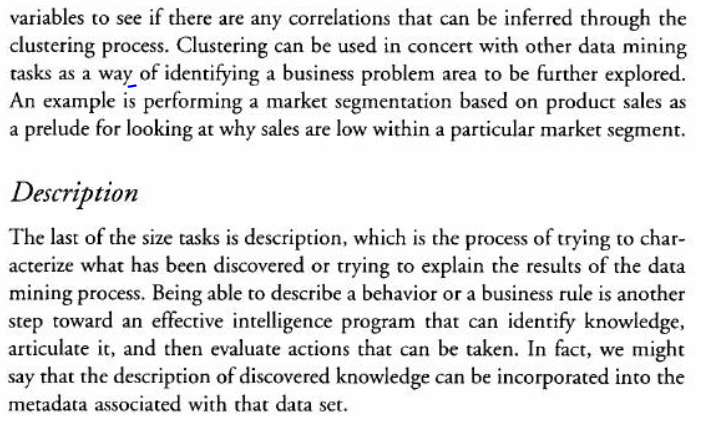 variables to see if there are any correlations that can be inferred through the
clustering process. Clustering can be used in concert with other data mining
tasks as a way of identifying a business problem area to be further explored.
An example is performing a market segmentation based on product sales as
a prelude for looking at why sales are low within a particular market segment.
Description
The last of the size tasks is description, which is the process of trying to char-
acterize what has been discovered or trying to explain the results of the data
mining process. Being able to describe a behavior or a business rule is another
step toward an effective intelligence program that can identify knowledge,
articulate it, and then evaluate actions that can be taken. In fact, we might
say that the description of discovered knowledge can be incorporated into the
metadata associated with that data set.